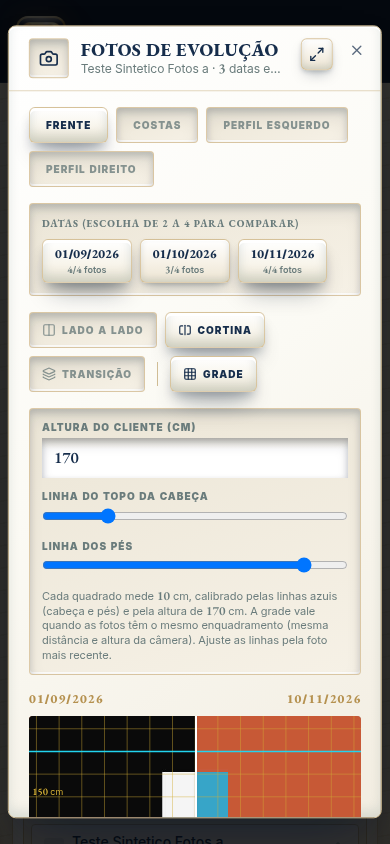 FOTOS DE EVOLUÇÃO
Teste Sintetico Fotos a · 3 datas e...
FRENTE
COSTAS
PERFIL ESQUERDO
PERFIL DIREITO
DATAS (ESCOLHA DE 2 A 4 PARA COMPARAR)
01/09/2026
01/10/2026
10/11/2026
4/4 fotos
3/4 fotos
4/4 fotos
LADO A LADO
CORTINA
TRANSIÇÃO
GRADE
ALTURA DO CLIENTE (CM)
170
LINHA DO TOPO DA CABEÇA
LINHA DOS PÉS
Cada quadrado mede 10 cm, calibrado pelas linhas azuis
(cabeça e pés) e pela altura de 170 cm. A grade vale
quando as fotos têm o mesmo enquadramento (mesma
distância e altura da câmera). Ajuste as linhas pela foto
mais recente.
01/09/2026
10/11/2026
150 cm
Teste Sintetico Fotos a